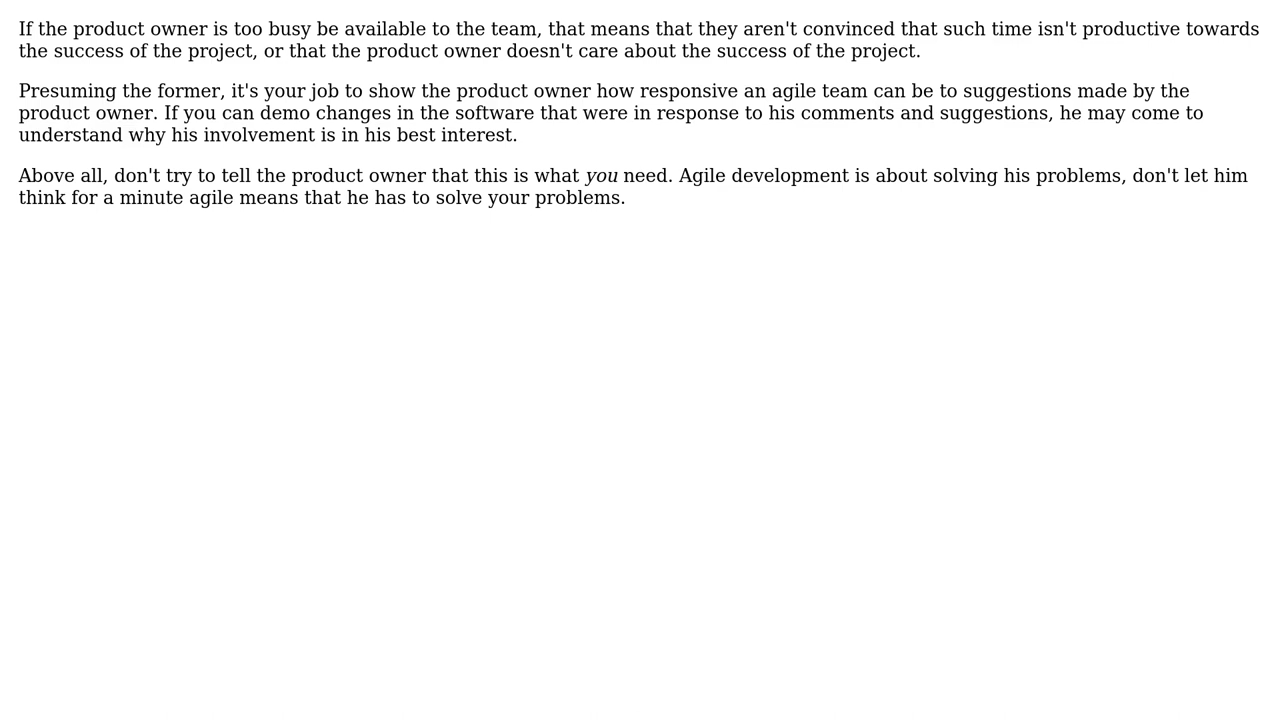 If the product owner is too busy be available to the team, that means that they aren't convinced that such time isn't productive towards
the success of the project, or that the product owner doesn't care about the success of the project.
Presuming the former, it's your job to show the product owner how responsive an agile team can be to suggestions made by the
product owner. If you can demo changes in the software that were in response to his comments and suggestions, he may come to
understand why his involvement is in his best interest.
Above all, don't try to tell the product owner that this is what you need. Agile development is about solving his problems, don't let him
think for a minute agile means that he has to solve your problems.